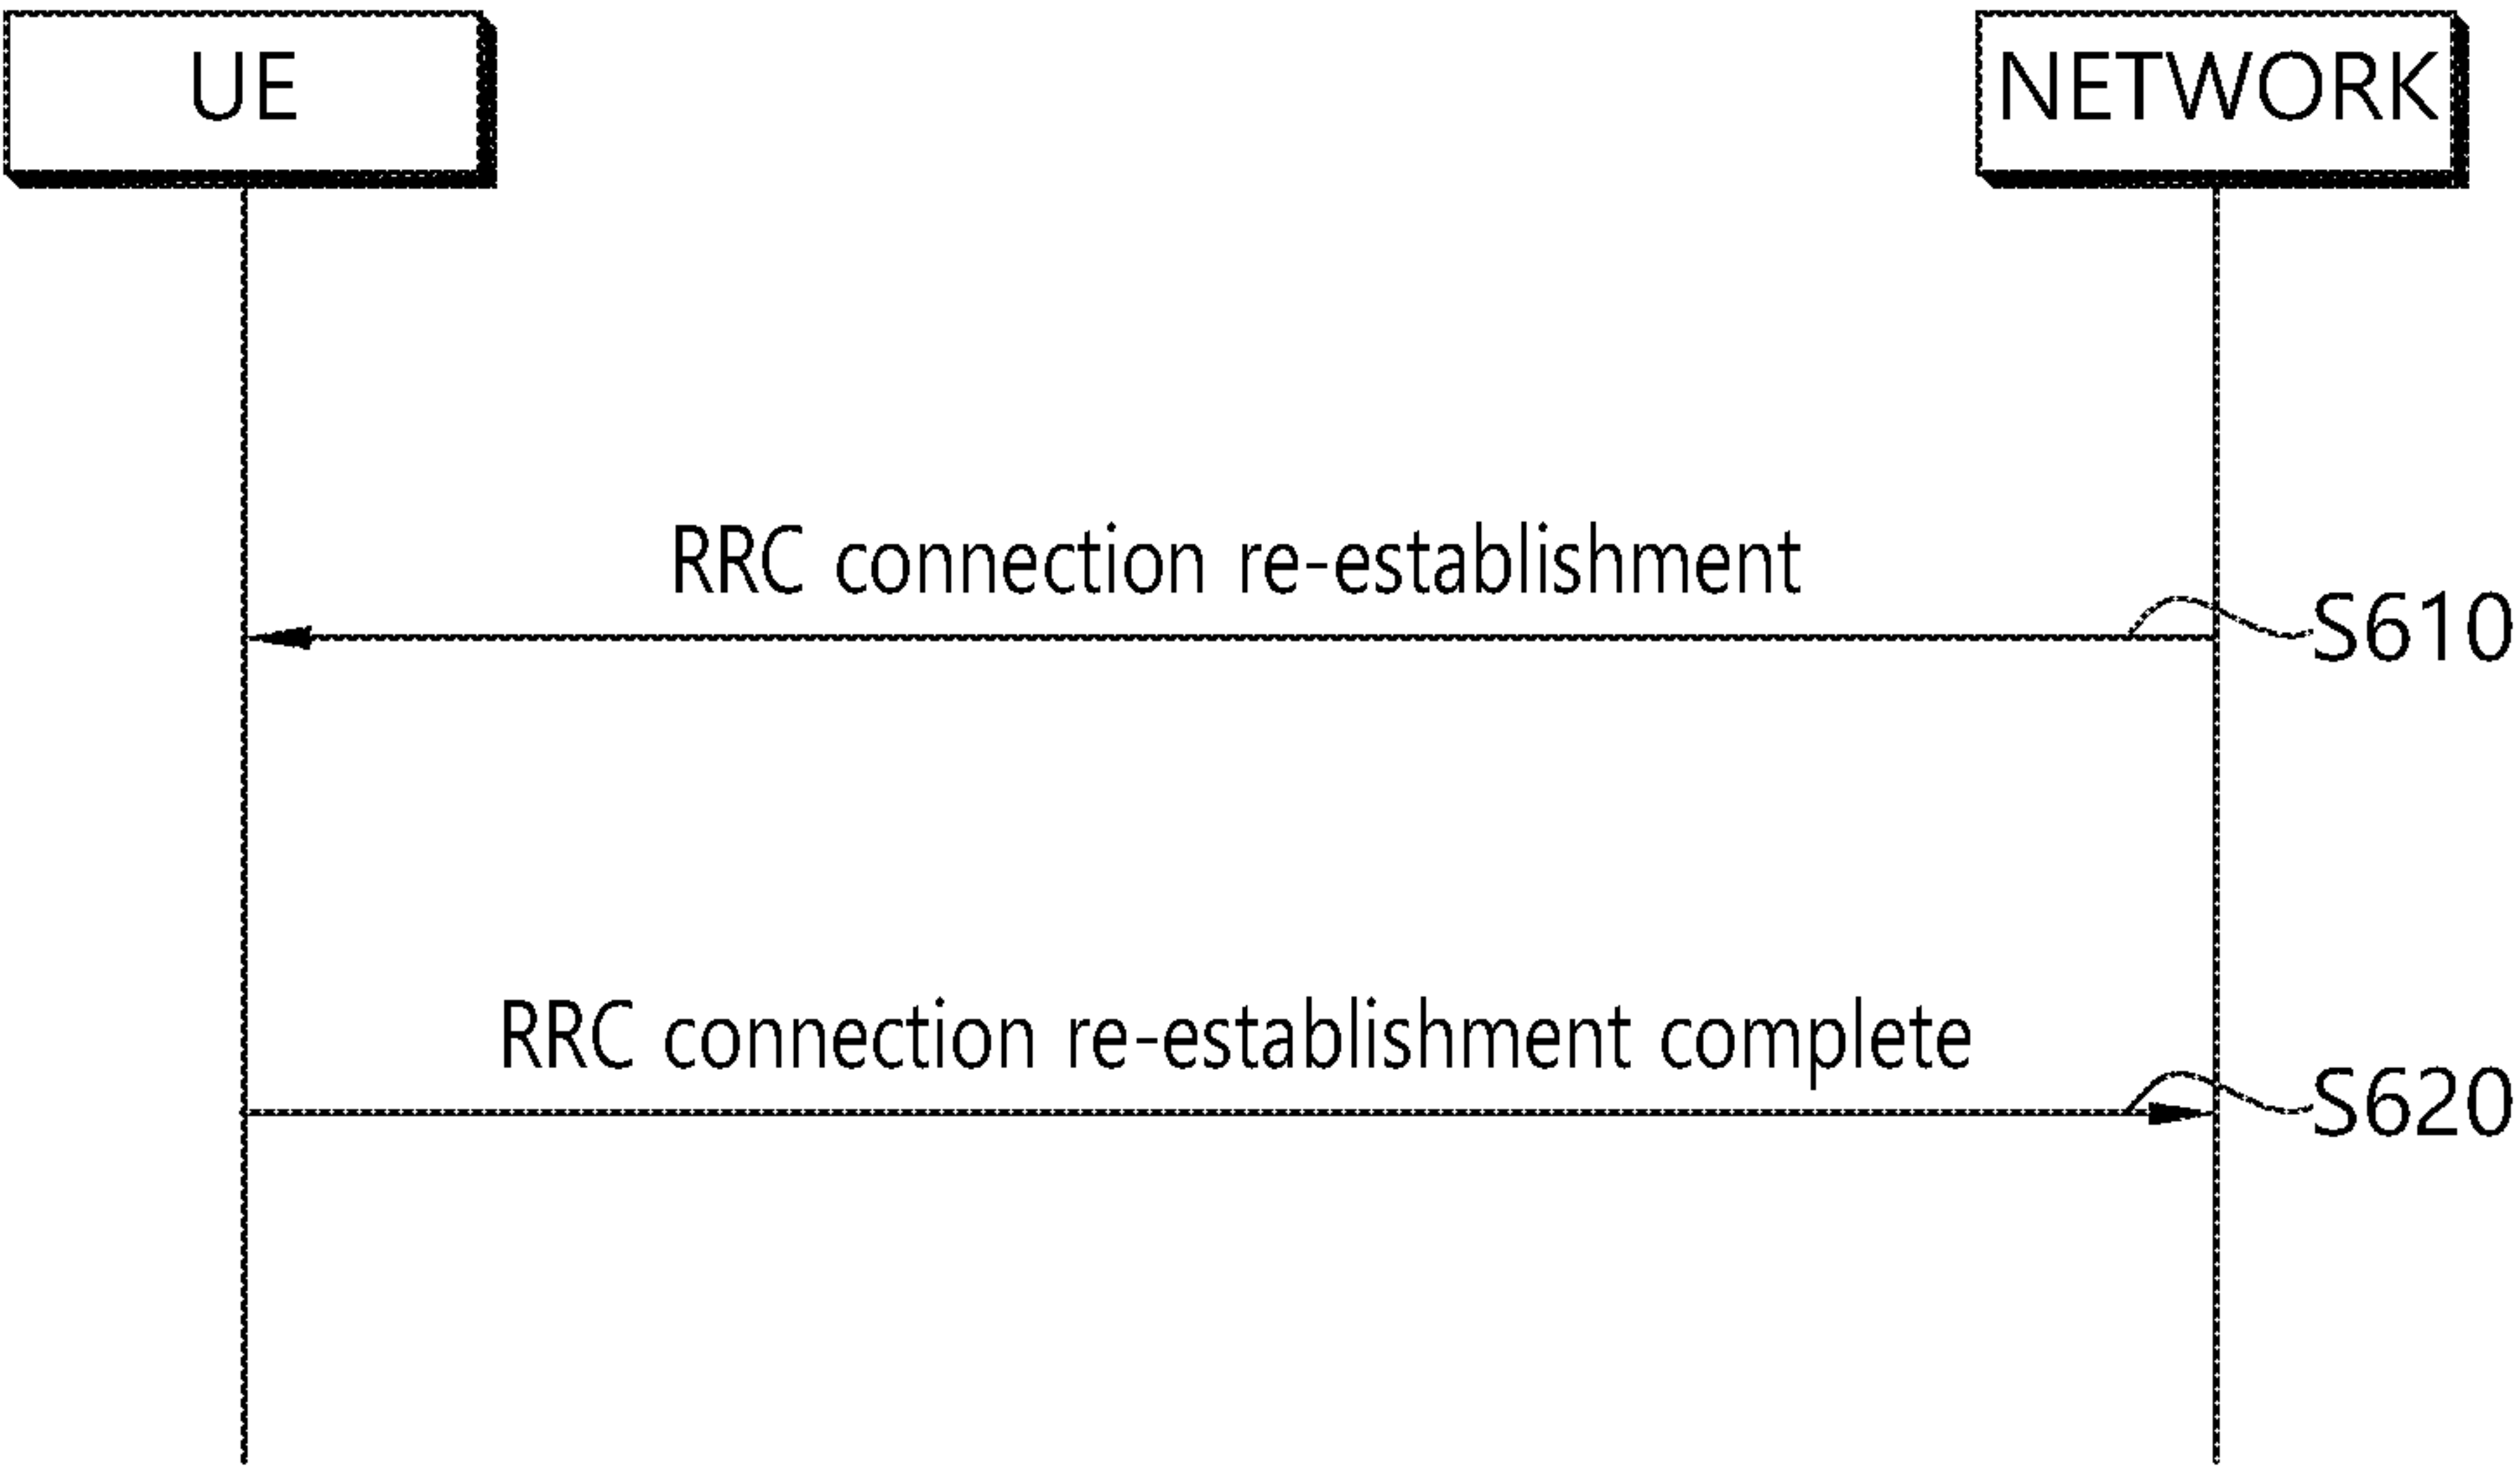 UE
NETWORK
RRC connection re-establishment
S610
RRC connection re-establishment complete
S620